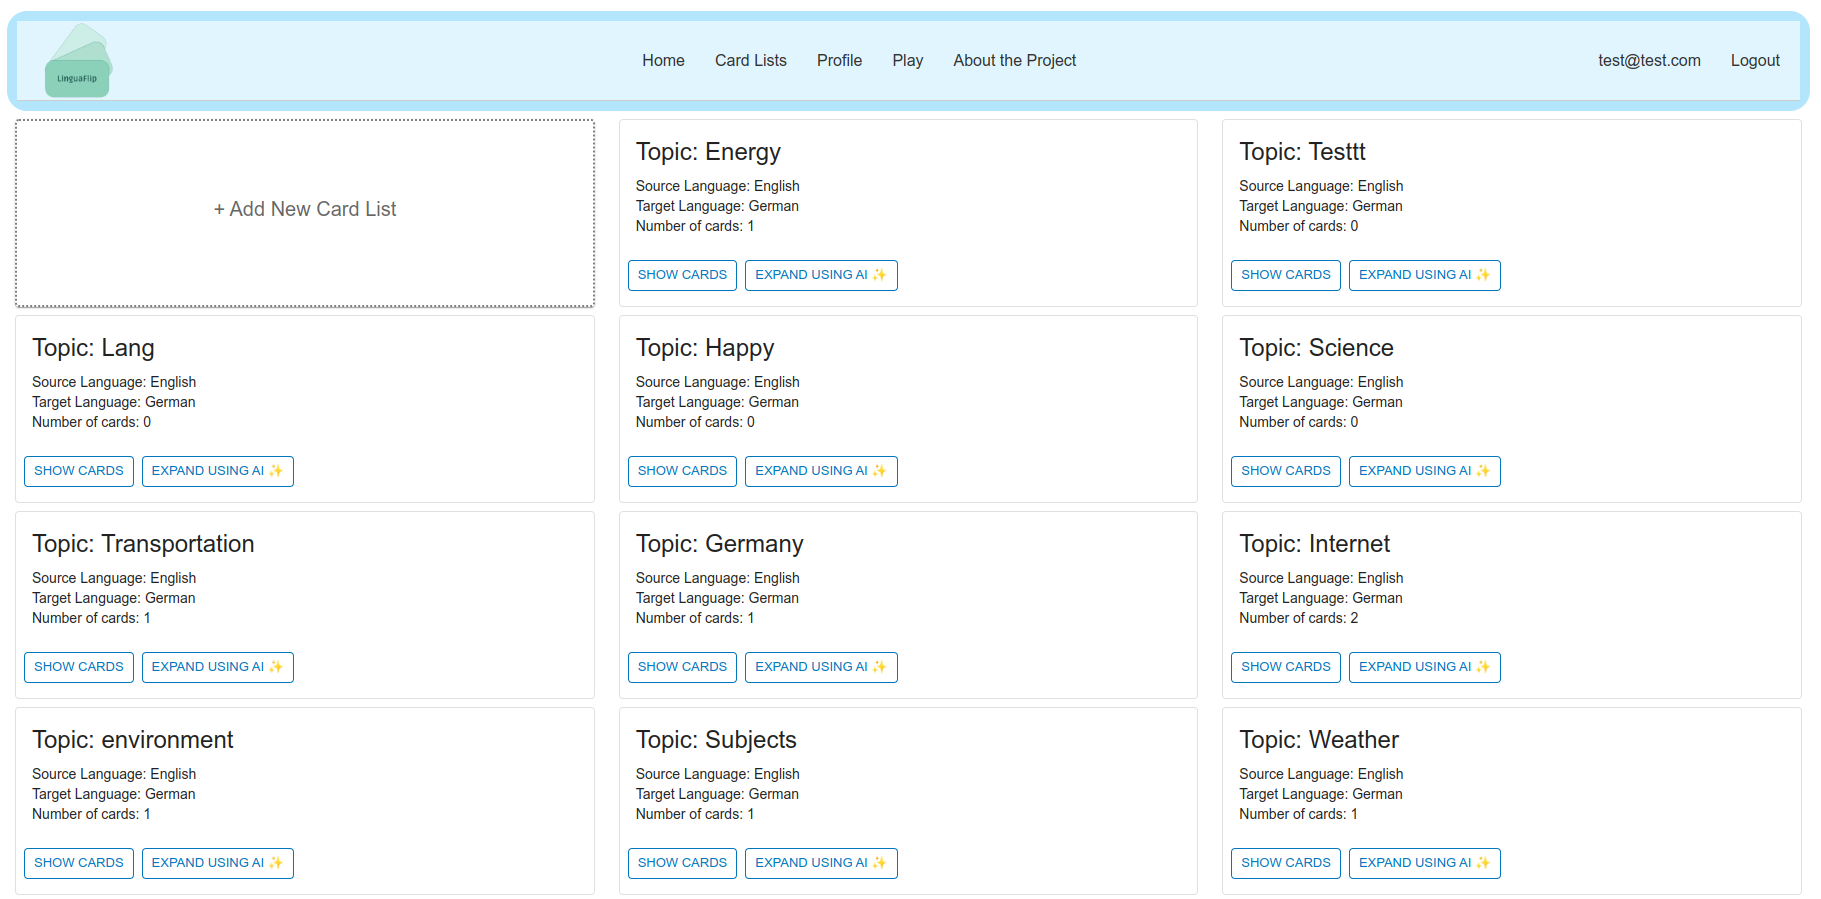 LinguaFlip
Home Card Lists Profile Play About the Project test@test.com Logout
+ Add New Card List
Topic: Energy
Source Language: English
Target Language: German
Number of cards: 1
SHOW CARDS EXPAND USING AI ✨
Topic: Testtt
Source Language: English
Target Language: German
Number of cards: 0
SHOW CARDS EXPAND USING AI ✨
Topic: Lang
Source Language: English
Target Language: German
Number of cards: 0
SHOW CARDS EXPAND USING AI ✨
Topic: Happy
Source Language: English
Target Language: German
Number of cards: 0
SHOW CARDS EXPAND USING AI ✨
Topic: Science
Source Language: English
Target Language: German
Number of cards: 0
SHOW CARDS EXPAND USING AI ✨
Topic: Transportation
Source Language: English
Target Language: German
Number of cards: 1
SHOW CARDS EXPAND USING AI ✨
Topic: Germany
Source Language: English
Target Language: German
Number of cards: 1
SHOW CARDS EXPAND USING AI ✨
Topic: Internet
Source Language: English
Target Language: German
Number of cards: 2
SHOW CARDS EXPAND USING AI ✨
Topic: environment
Source Language: English
Target Language: German
Number of cards: 1
SHOW CARDS EXPAND USING AI ✨
Topic: Subjects
Source Language: English
Target Language: German
Number of cards: 1
SHOW CARDS EXPAND USING AI ✨
Topic: Weather
Source Language: English
Target Language: German
Number of cards: 1
SHOW CARDS EXPAND USING AI ✨